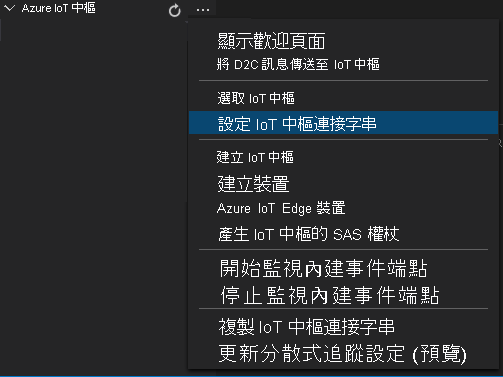 Azure IoT 中樞
...
顯示歡迎頁面
將 D2C 訊息傳送至 IoT 中樞
選取 IoT 中樞
設定 IoT 中樞連接字串
建立 IoT 中樞
建立裝置
Azure IoT Edge 裝置
產生 IoT 中樞的 SAS 權杖
開始監視內建事件端點
停止監視內建事件端點
複製 IoT 中樞連接字串
更新分散式追蹤設定 (預覽)